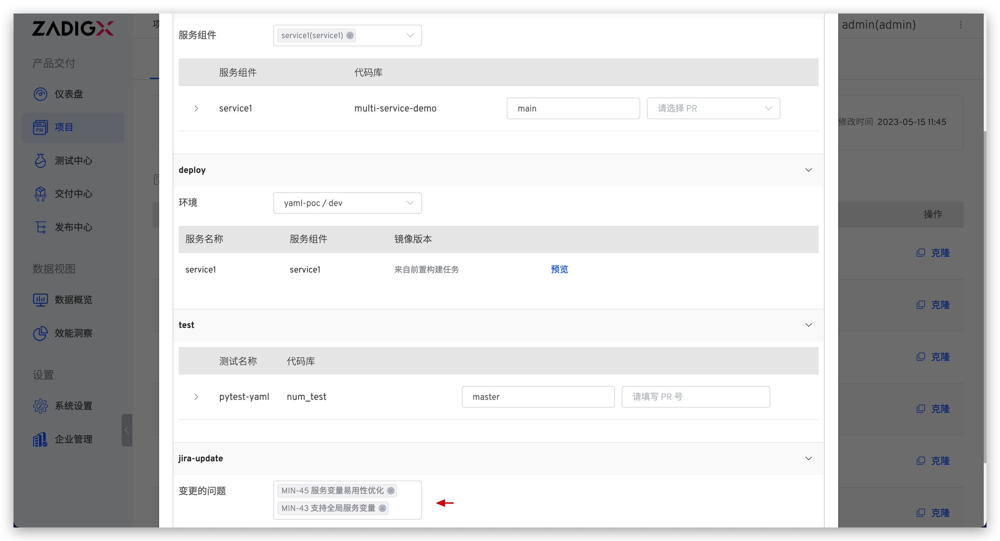 ZADIGX
产品交付
仪表盘
项目
测试中心
交付中心
发布中心
数据视图
数据概览
效能洞察
设置
系统设置
企业管理
服务组件
service1(service1)
服务组件 代码库
service1 multi-service-demo main 请选择 PR
deploy
环境
yaml-poc / dev
服务名称 服务组件 镜像版本
service1 service1 来自前置构建任务 预览
test
测试名称 代码库
pytest-yaml num_test master 请填写 PR 号
jira-update
变更的问题
MIN-45 服务变量易用性优化
MIN-43 支持全局服务变量
admin(admin)
修改时间 2023-05-15 11:45
操作
克隆
克隆
克隆
克隆
克隆
克隆